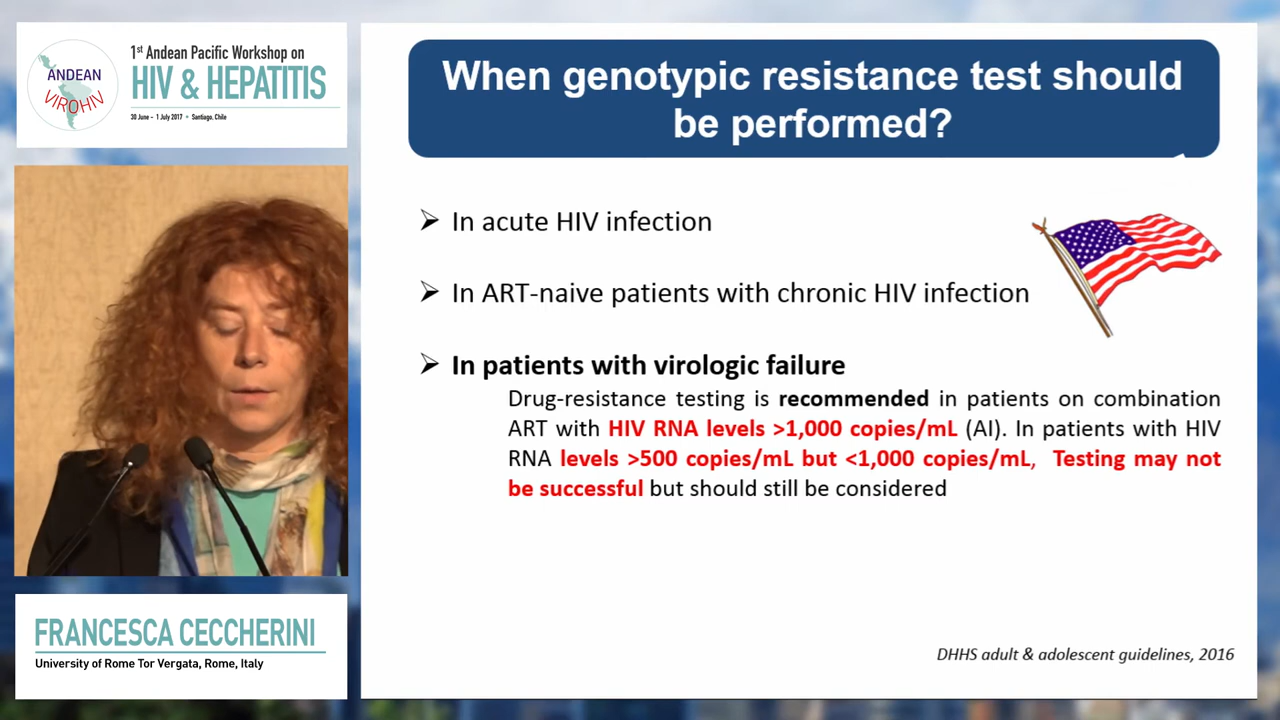 1st Andean Pacific Workshop on
HIV & HEPATITIS
30 June – 1 July 2017 • Santiago, Chile
ANDEAN
VIROHIV
When genotypic resistance test should
be performed?
➢ In acute HIV infection
➢ In ART-naive patients with chronic HIV infection
➢ In patients with virologic failure
Drug-resistance testing is recommended in patients on combination
ART with HIV RNA levels >1,000 copies/mL (AI). In patients with HIV
RNA levels >500 copies/mL but <1,000 copies/mL, Testing may not
be successful but should still be considered
DHHS adult & adolescent guidelines, 2016
FRANCESCA CECCHERINI
University of Rome Tor Vergata, Rome, Italy